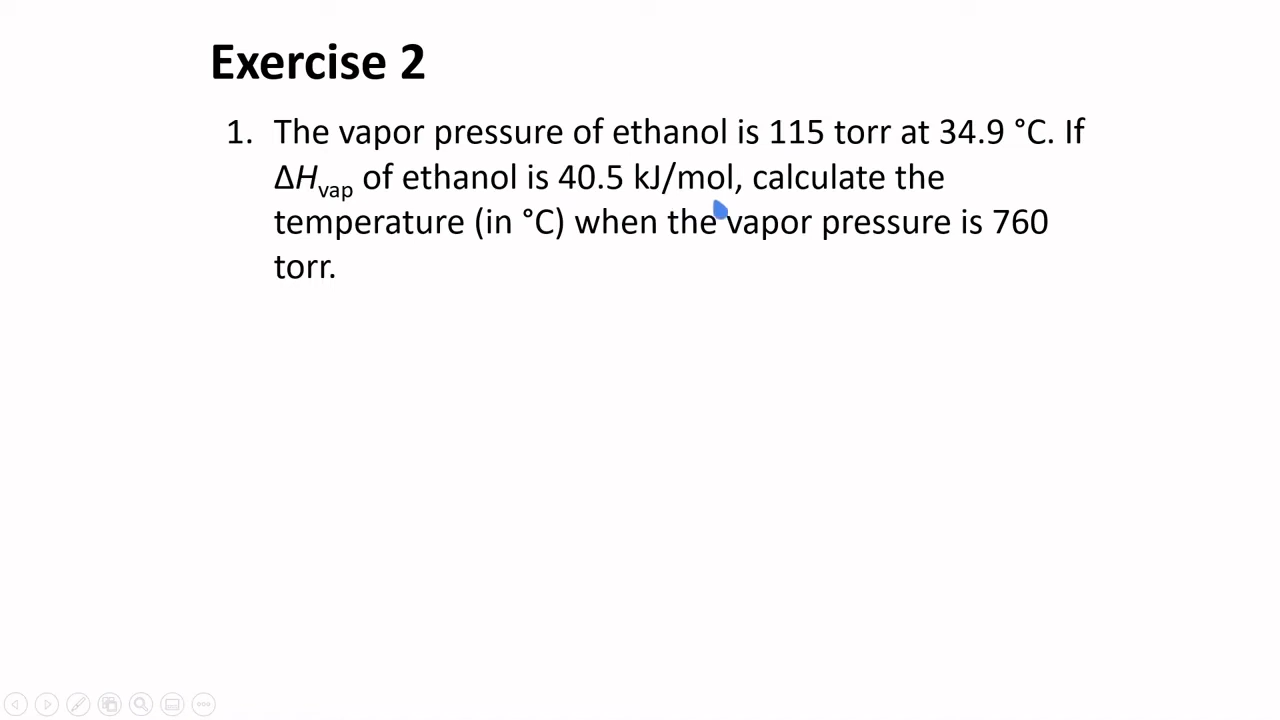 Exercise 2
1. The vapor pressure of ethanol is 115 torr at 34.9 °C. If
ΔHvap of ethanol is 40.5 kJ/mol, calculate the
temperature (in °C) when the vapor pressure is 760
torr.